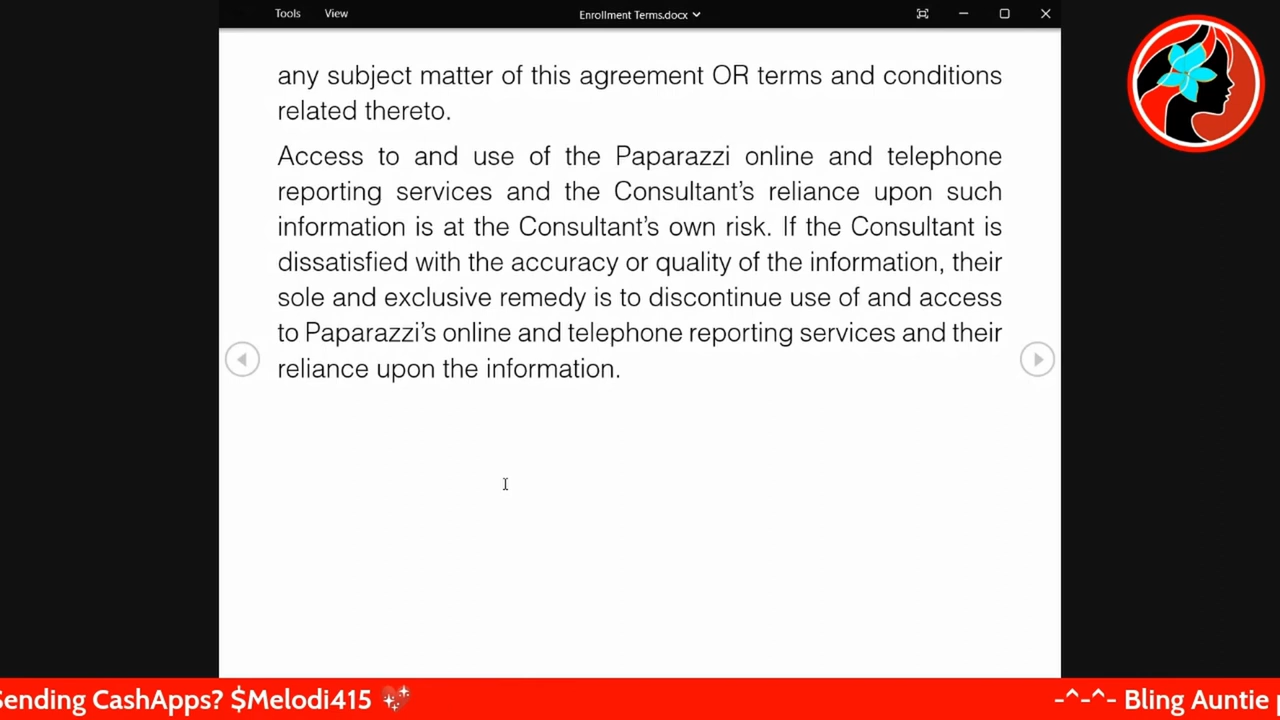 Tools View Enrollment Terms.docx
any subject matter of this agreement OR terms and conditions
related thereto.
Access to and use of the Paparazzi online and telephone
reporting services and the Consultant’s reliance upon such
information is at the Consultant’s own risk. If the Consultant is
dissatisfied with the accuracy or quality of the information, their
sole and exclusive remedy is to discontinue use of and access
to Paparazzi’s online and telephone reporting services and their
reliance upon the information.
Sending CashApps? $Melodi415 💖 -^-^- Bling Auntie